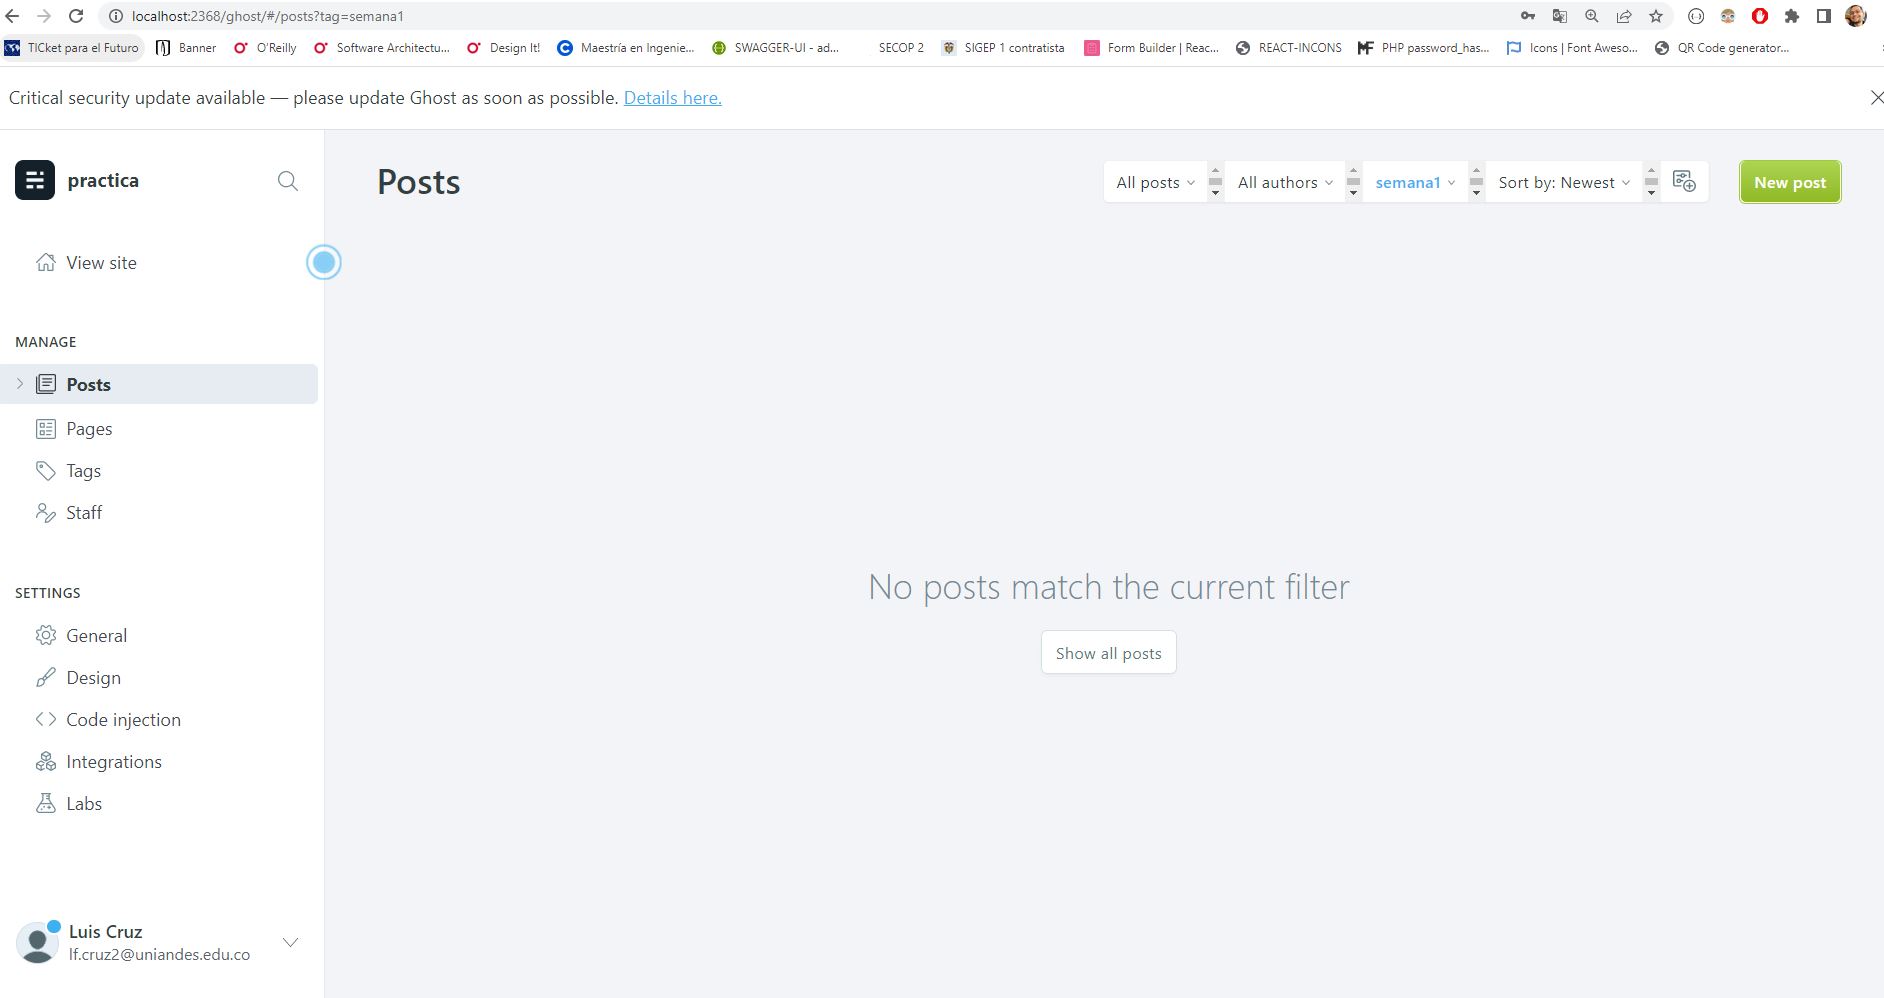 localhost:2368/ghost/#/posts?tag=semana1
TICket para el Futuro Banner O'Reilly Software Architectu... Design It! Maestría en Ingenie... SWAGGER-UI - ad... SECOP 2 SIGEP 1 contratista Form Builder | Reac... REACT-INCONS PHP password_has... Icons | Font Aweso... QR Code generator...
Critical security update available — please update Ghost as soon as possible. Details here.
practica
Posts
All posts All authors semana1 Sort by: Newest
New post
View site
MANAGE
Posts
Pages
Tags
Staff
No posts match the current filter
Show all posts
SETTINGS
General
Design
Code injection
Integrations
Labs
Luis Cruz
lf.cruz2@uniandes.edu.co